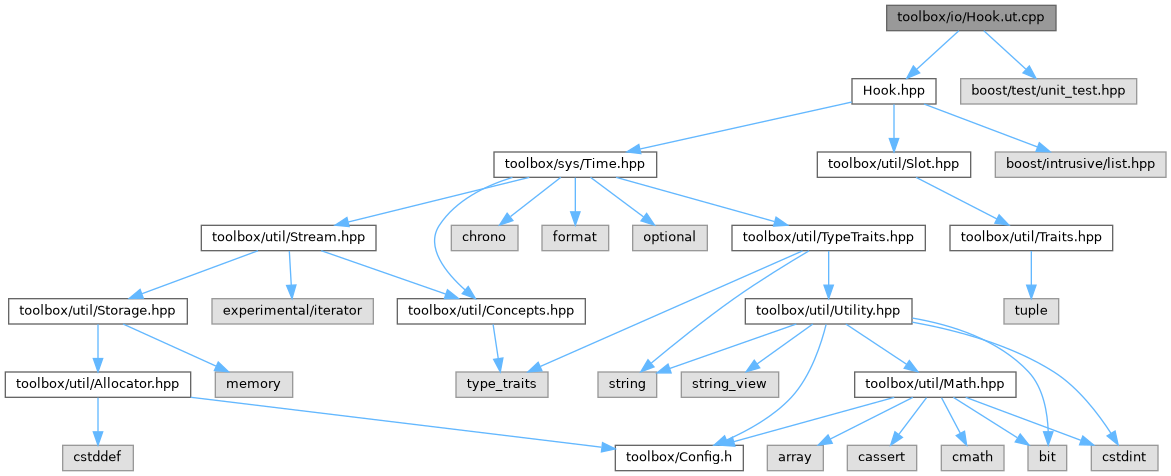 toolbox/io/Hook.ut.cpp
Hook.hpp
boost/test/unit_test.hpp
toolbox/sys/Time.hpp
toolbox/util/Slot.hpp
boost/intrusive/list.hpp
toolbox/util/Stream.hpp
chrono
format
optional
toolbox/util/TypeTraits.hpp
toolbox/util/Traits.hpp
toolbox/util/Storage.hpp
experimental/iterator
toolbox/util/Concepts.hpp
toolbox/util/Utility.hpp
tuple
toolbox/util/Allocator.hpp
memory
type_traits
string
string_view
toolbox/util/Math.hpp
cstddef
toolbox/Config.h
array
cassert
cmath
bit
cstdint